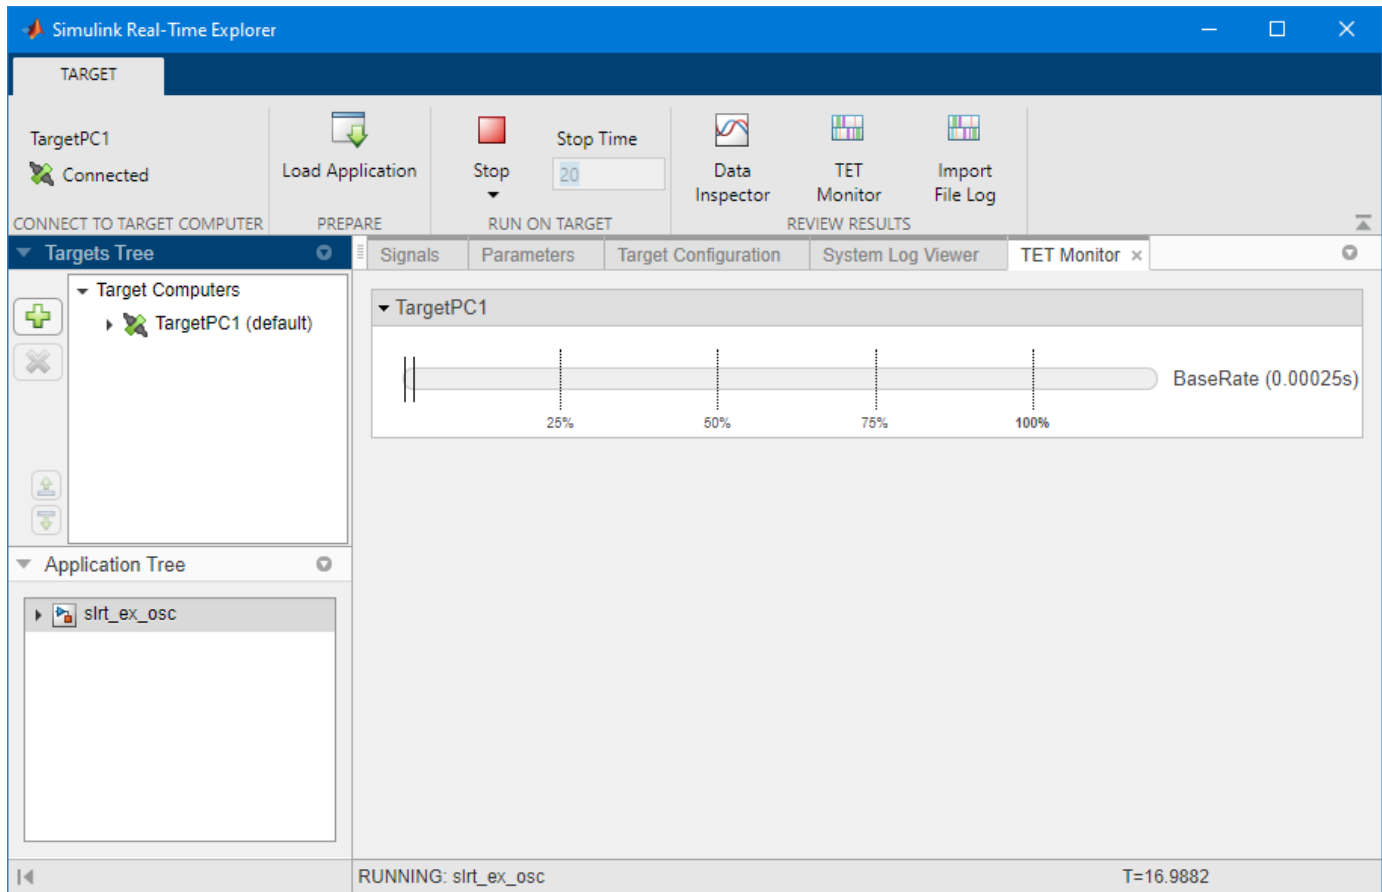 Simulink Real-Time Explorer
TARGET
TargetPC1
Connected
CONNECT TO TARGET COMPUTER
Load Application
PREPARE
Stop
Stop Time
20
RUN ON TARGET
Data
Inspector
TET
Monitor
Import
File Log
REVIEW RESULTS
Targets Tree
Target Computers
TargetPC1 (default)
Application Tree
slrt_ex_osc
Signals
Parameters
Target Configuration
System Log Viewer
TET Monitor
TargetPC1
BaseRate (0.00025s)
25%
50%
75%
100%
RUNNING: slrt_ex_osc
T=16.9882